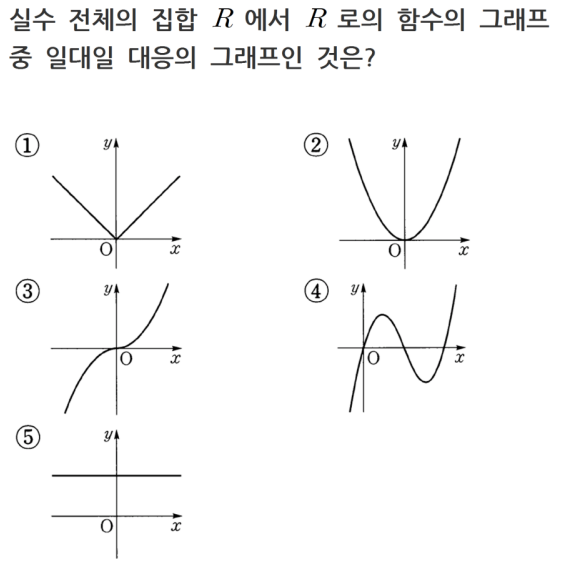 실수 전체의 집합 R 에서 R 로의 함수의 그래프
중 일대일 대응의 그래프인 것은?
① y O x
② y O x
③ y O x
④ y O x
⑤ y O x